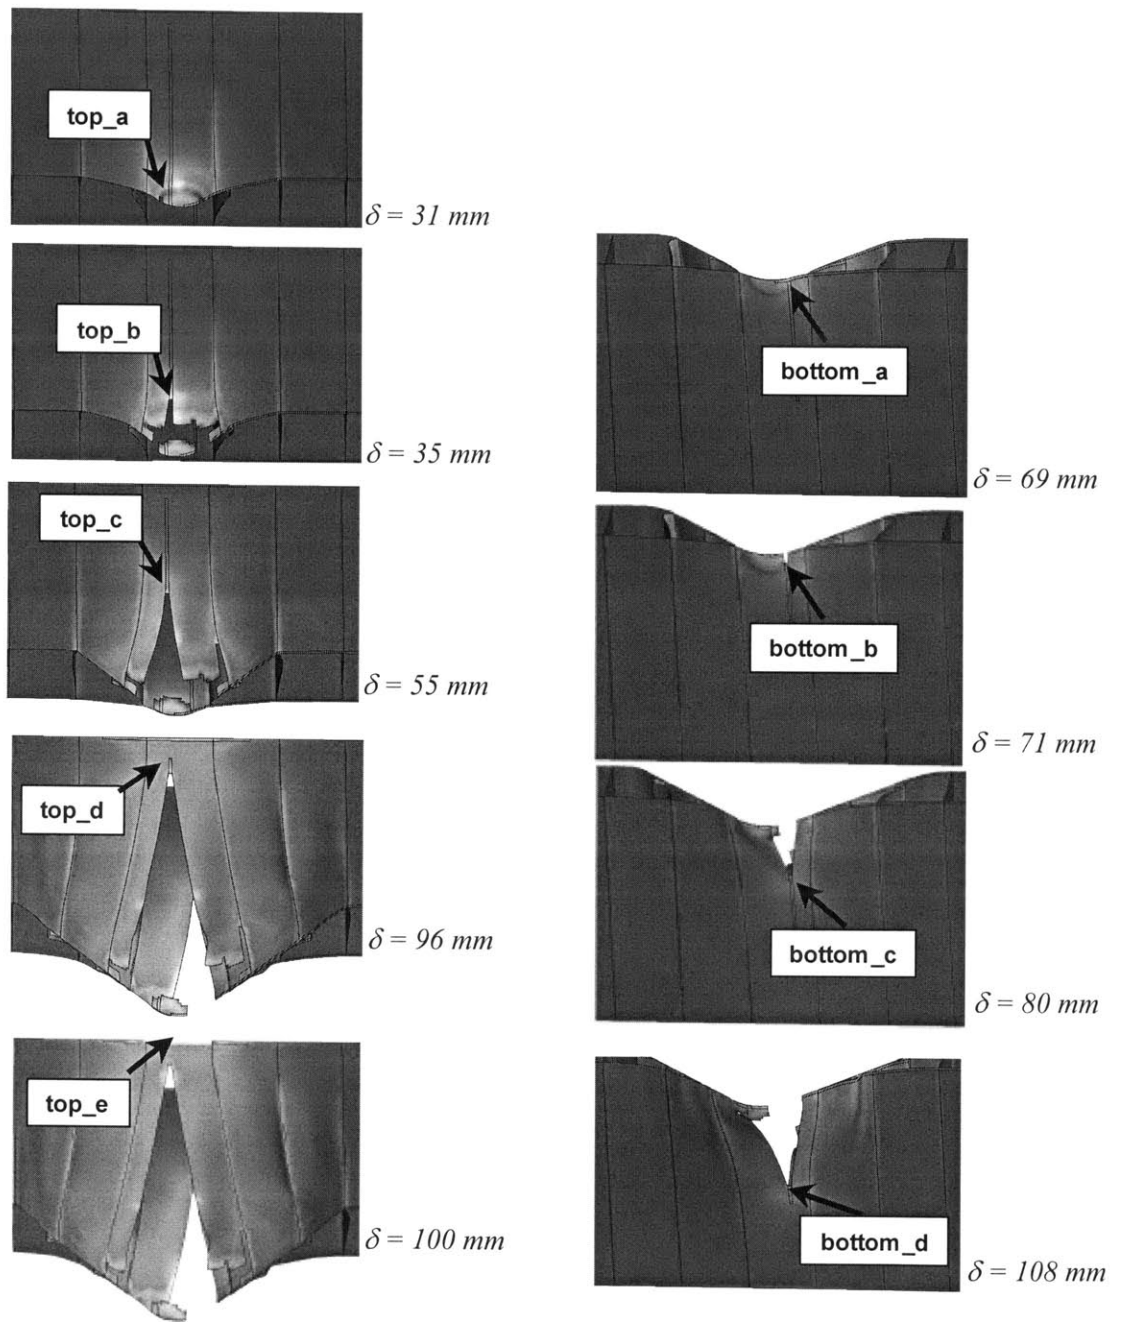 top_a
δ = 31 mm
top_b
δ = 35 mm
top_c
δ = 55 mm
top_d
δ = 96 mm
top_e
δ = 100 mm
bottom_a
δ = 69 mm
bottom_b
δ = 71 mm
bottom_c
δ = 80 mm
bottom_d
δ = 108 mm